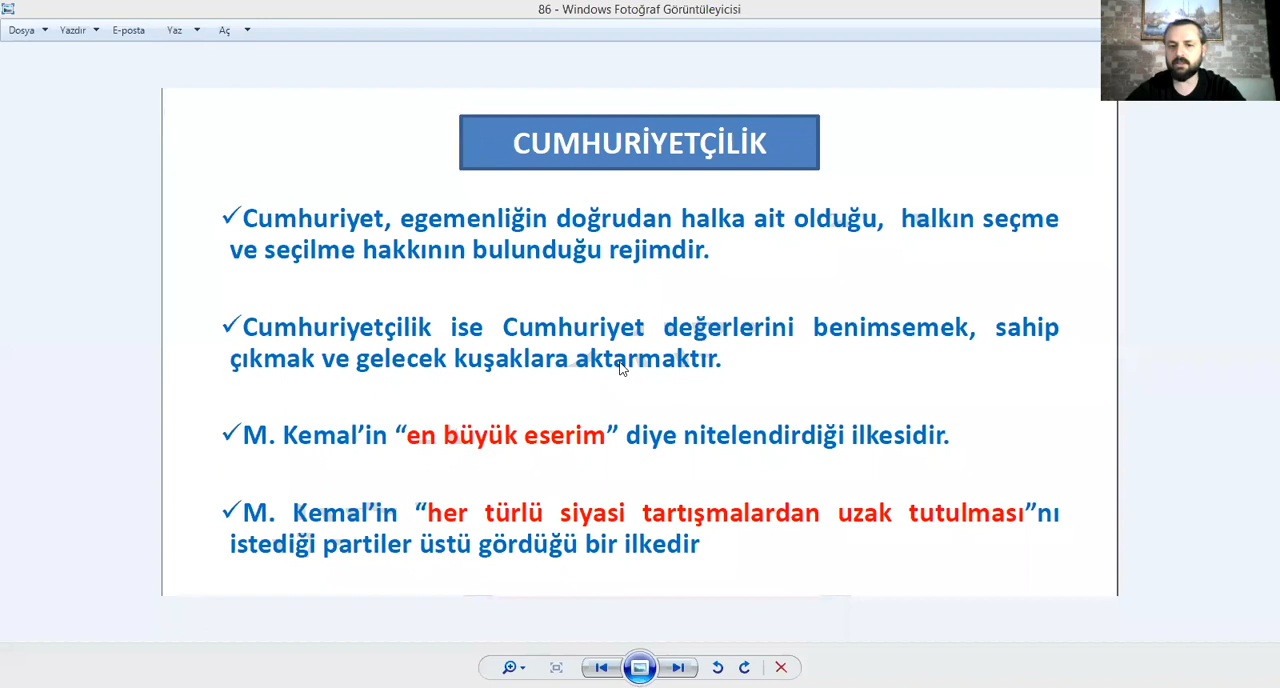 86 - Windows Fotoğraf Görüntüleyicisi
Dosya Yazdır E-posta Yaz Aç
CUMHURİYETÇİLİK
✓Cumhuriyet, egemenliğin doğrudan halka ait olduğu, halkın seçme
ve seçilme hakkının bulunduğu rejimdir.
✓Cumhuriyetçilik ise Cumhuriyet değerlerini benimsemek, sahip
çıkmak ve gelecek kuşaklara aktarmaktır.
✓M. Kemal’in “en büyük eserim” diye nitelendirdiği ilkesidir.
✓M. Kemal’in “her türlü siyasi tartışmalardan uzak tutulması”nı
istediği partiler üstü gördüğü bir ilkedir